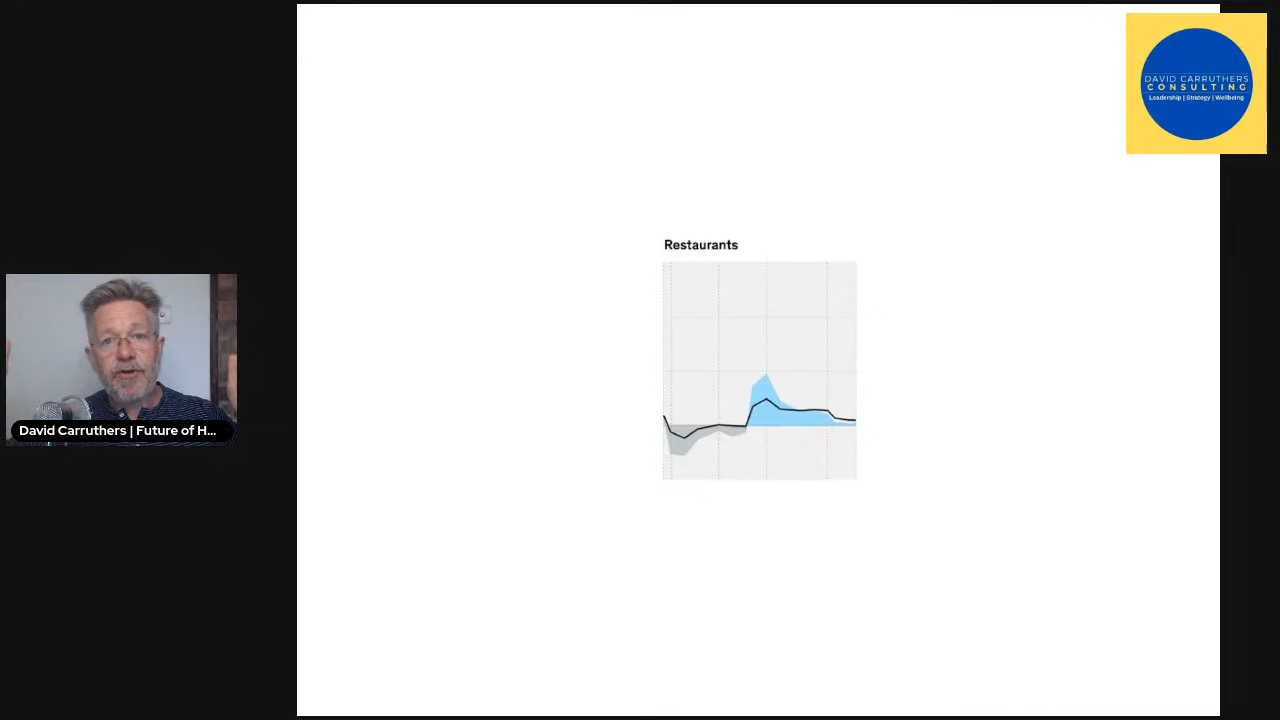 DAVID CARRUTHERS
CONSULTING
Leadership | Strategy | Wellbeing
Restaurants
David Carruthers | Future of H...